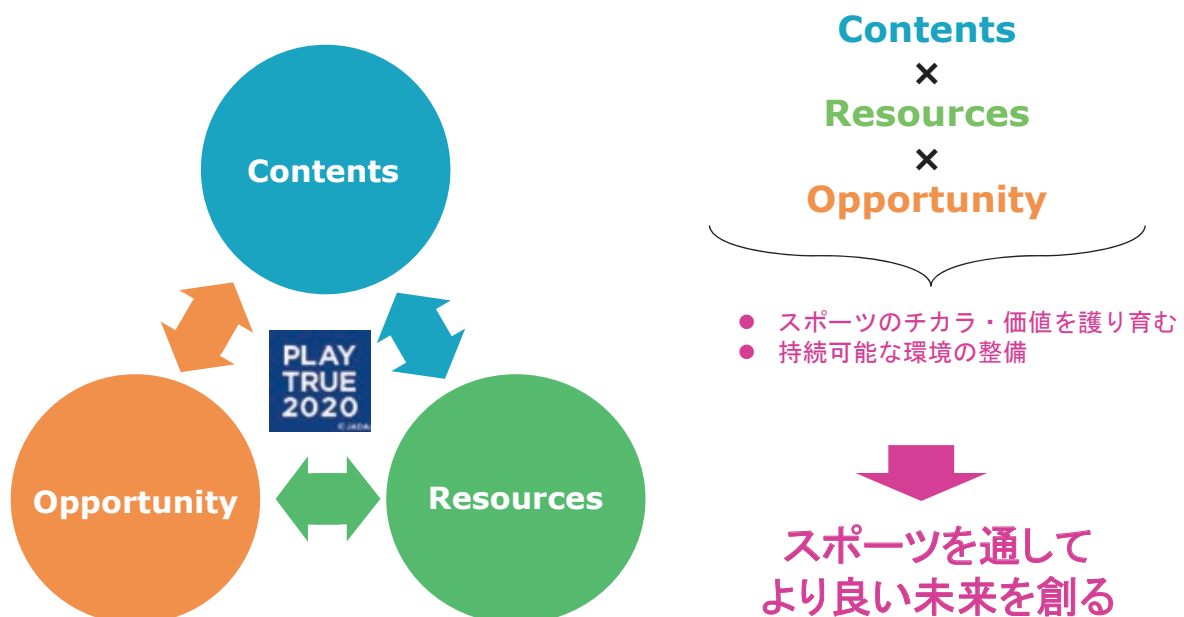 Contents
Opportunity
Resources
PLAY
TRUE
2020
©JADA
Contents
×
Resources
×
Opportunity
● スポーツのチカラ・価値を護り育む
● 持続可能な環境の整備
スポーツを通して
より良い未来を創る